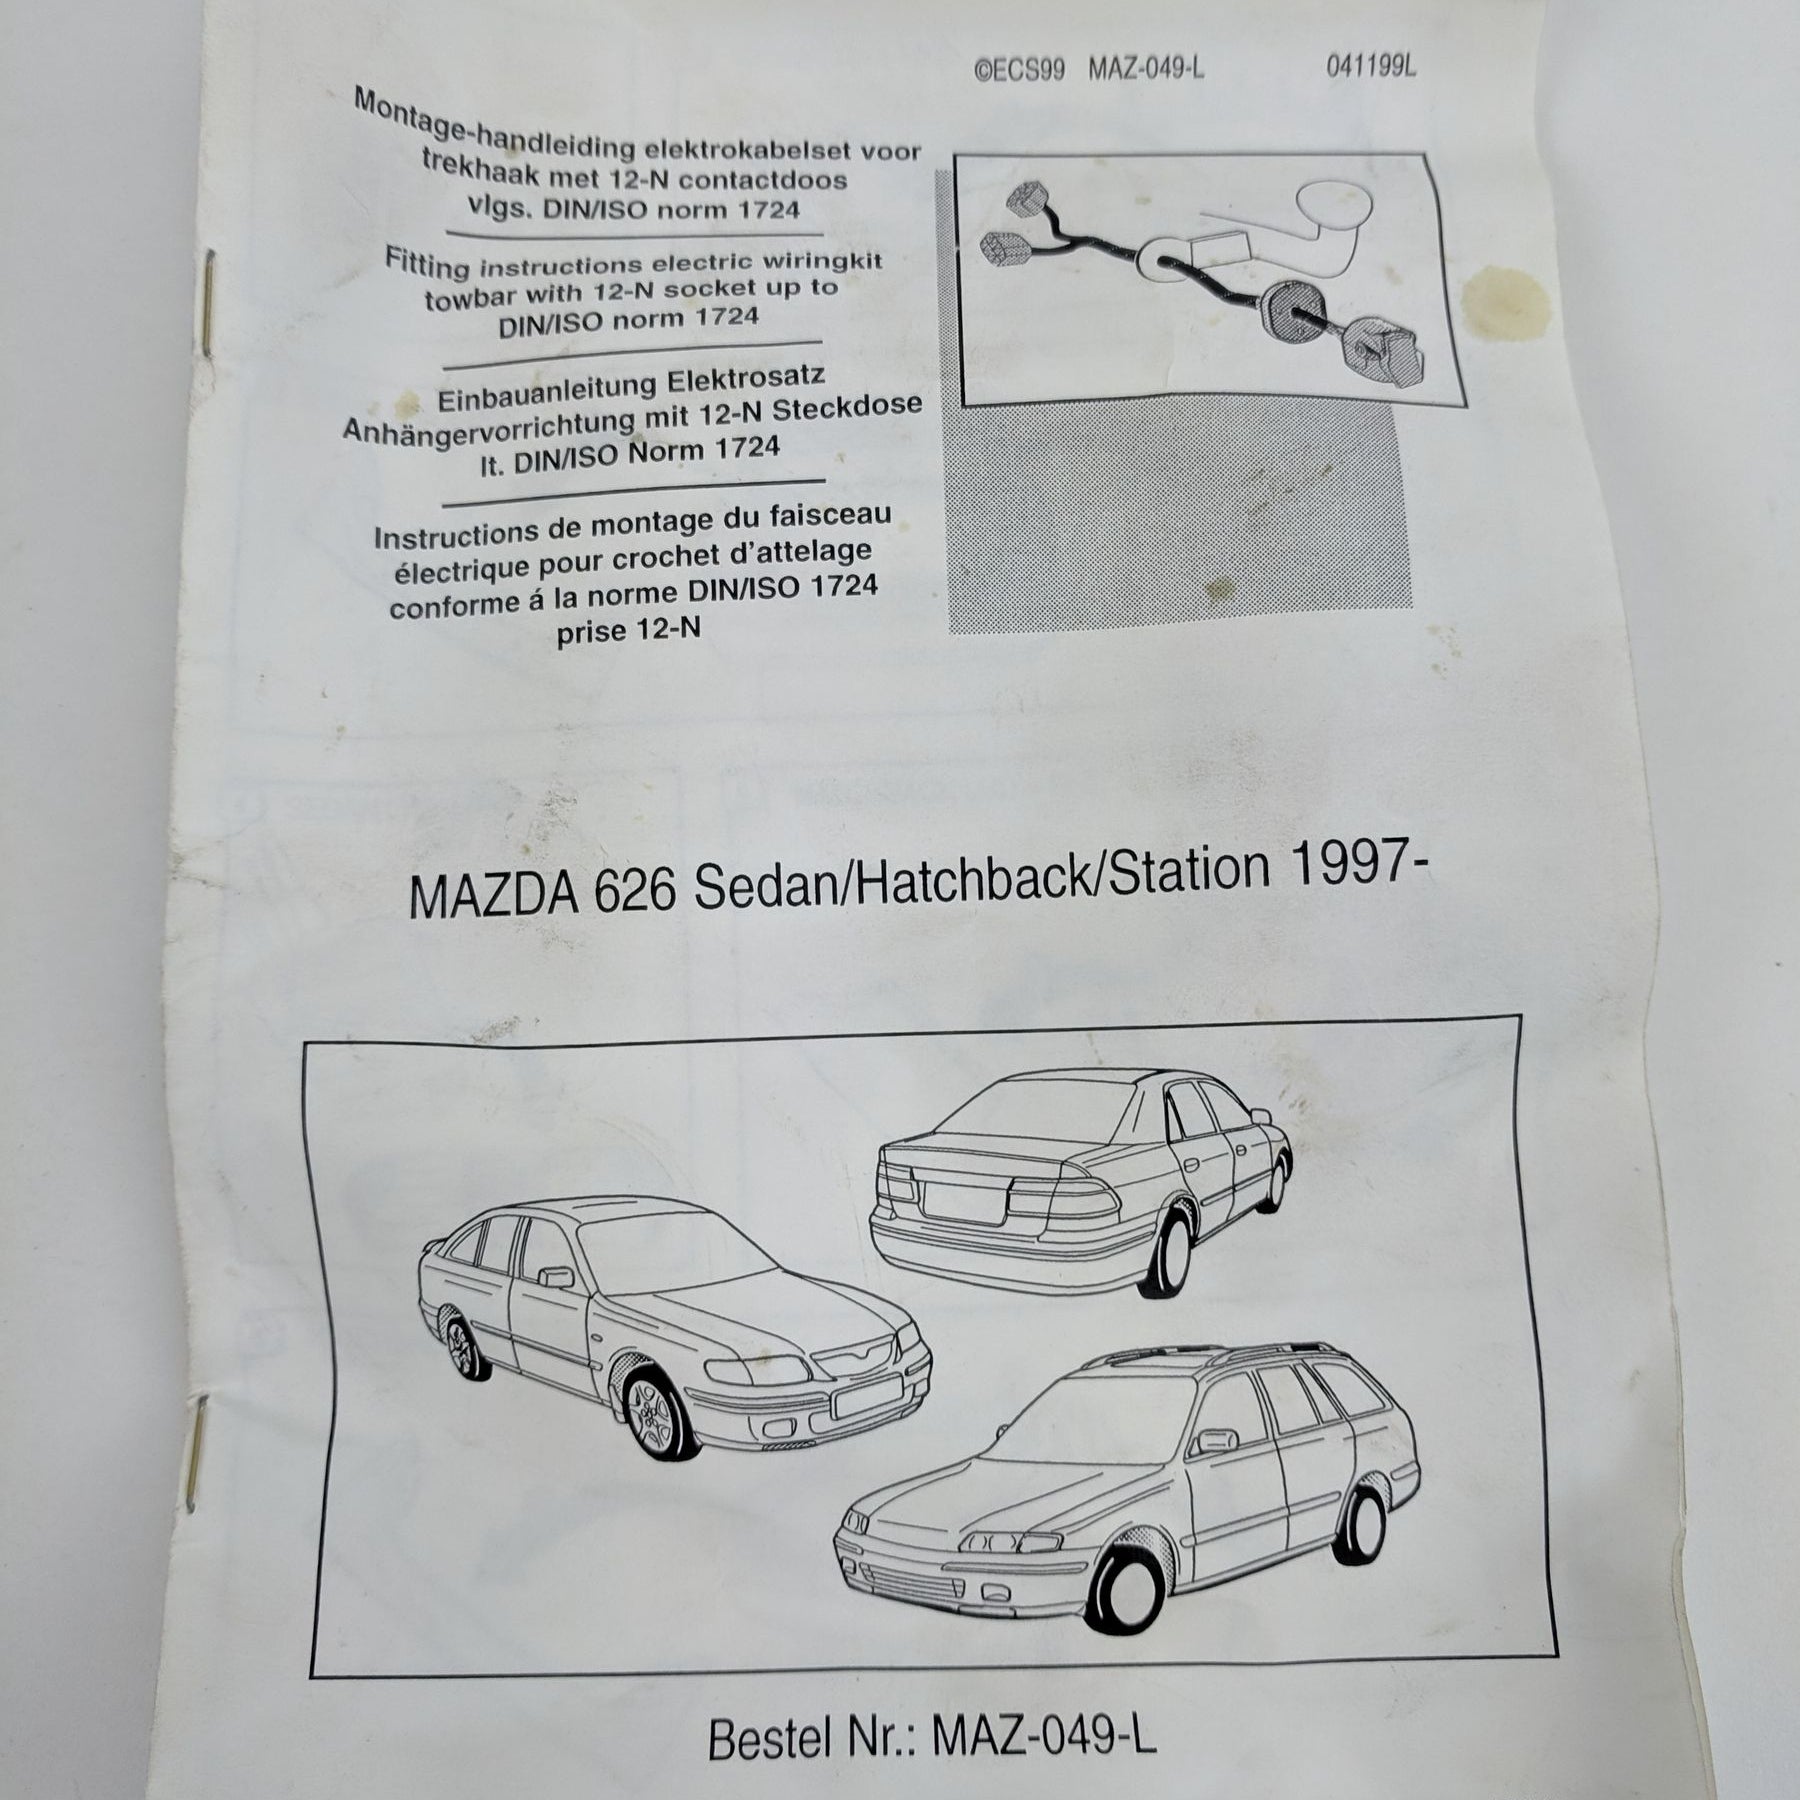 ©ECS99 MAZ-049-L 041199L
Montage-handleiding elektrokabelset voor
trekhaak met 12-N contactdoos
vlgs. DIN/ISO norm 1724
Fitting instructions electric wiringkit
towbar with 12-N socket up to
DIN/ISO norm 1724
Einbauanleitung Elektrosatz
Anhängervorrichtung mit 12-N Steckdose
lt. DIN/ISO Norm 1724
Instructions de montage du faisceau
électrique pour crochet d'attelage
conforme á la norme DIN/ISO 1724
prise 12-N
MAZDA 626 Sedan/Hatchback/Station 1997-
Bestel Nr.: MAZ-049-L